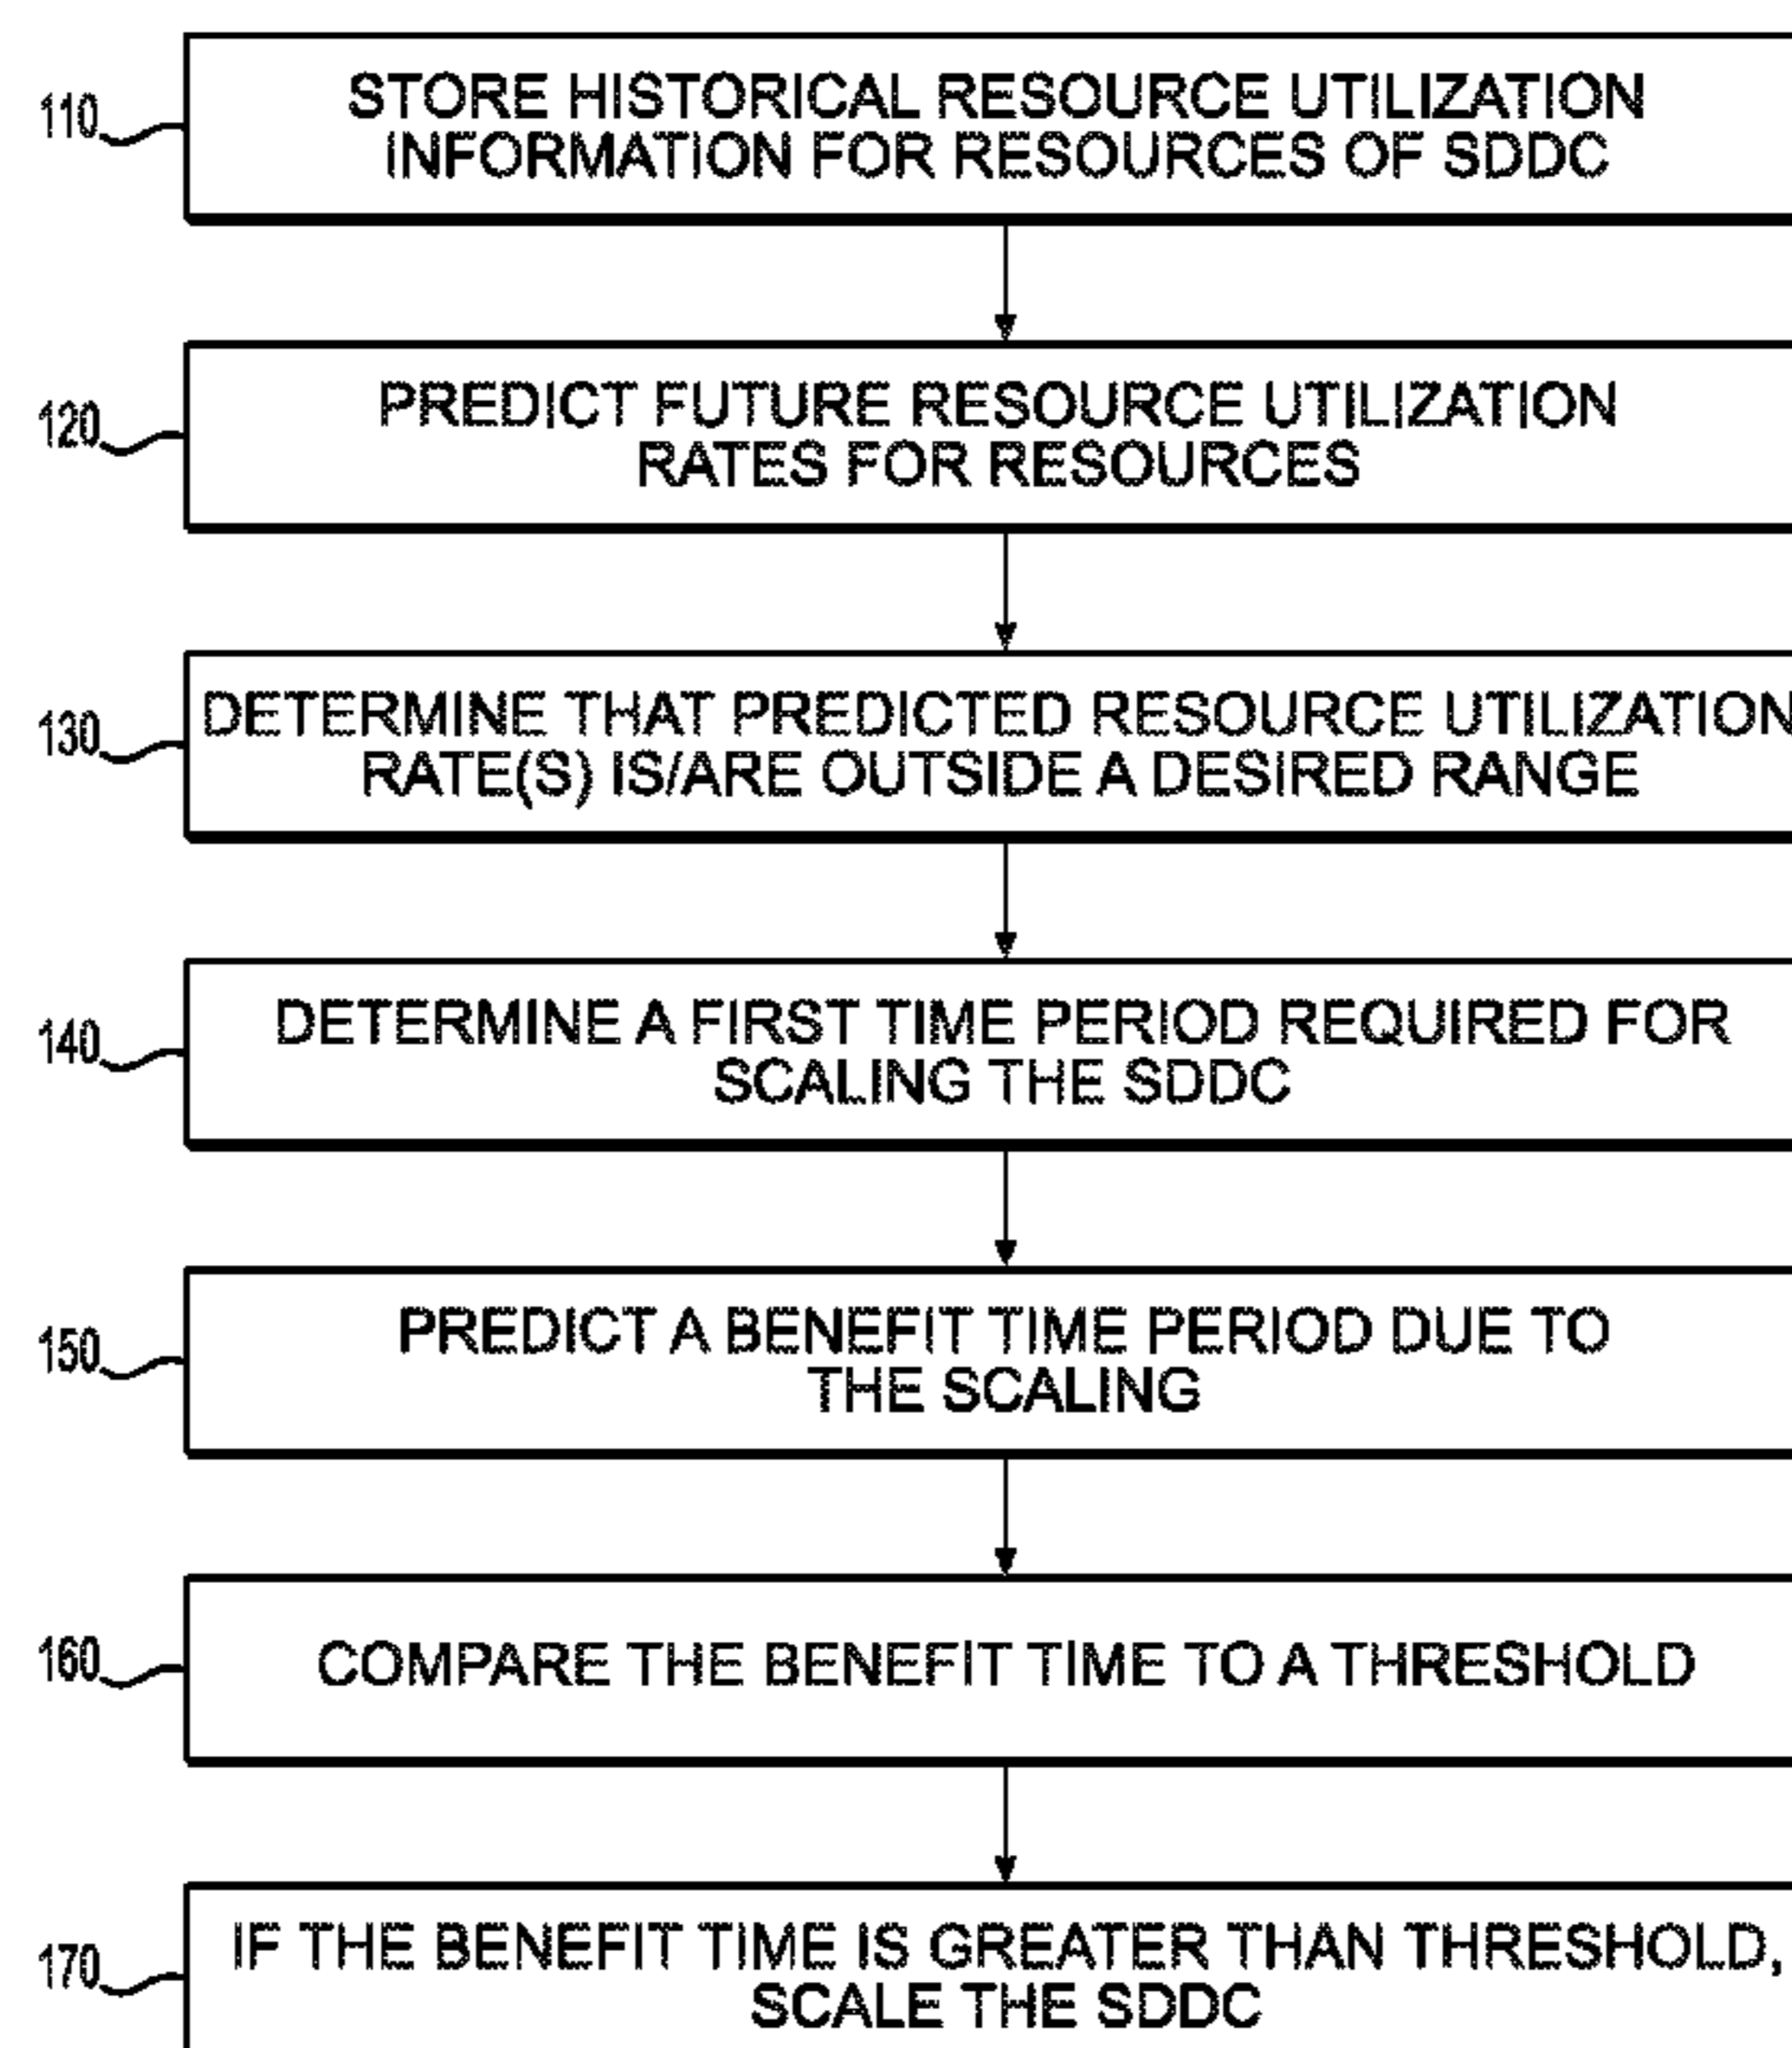 110
STORE HISTORICAL RESOURCE UTILIZATION
INFORMATION FOR RESOURCES OF SDDC
120
PREDICT FUTURE RESOURCE UTILIZATION
RATES FOR RESOURCES
130
DETERMINE THAT PREDICTED RESOURCE UTILIZATION
RATE(S) IS/ARE OUTSIDE A DESIRED RANGE
140
DETERMINE A FIRST TIME PERIOD REQUIRED FOR
SCALING THE SDDC
150
PREDICT A BENEFIT TIME PERIOD DUE TO
THE SCALING
160
COMPARE THE BENEFIT TIME TO A THRESHOLD
170
IF THE BENEFIT TIME IS GREATER THAN THRESHOLD,
SCALE THE SDDC